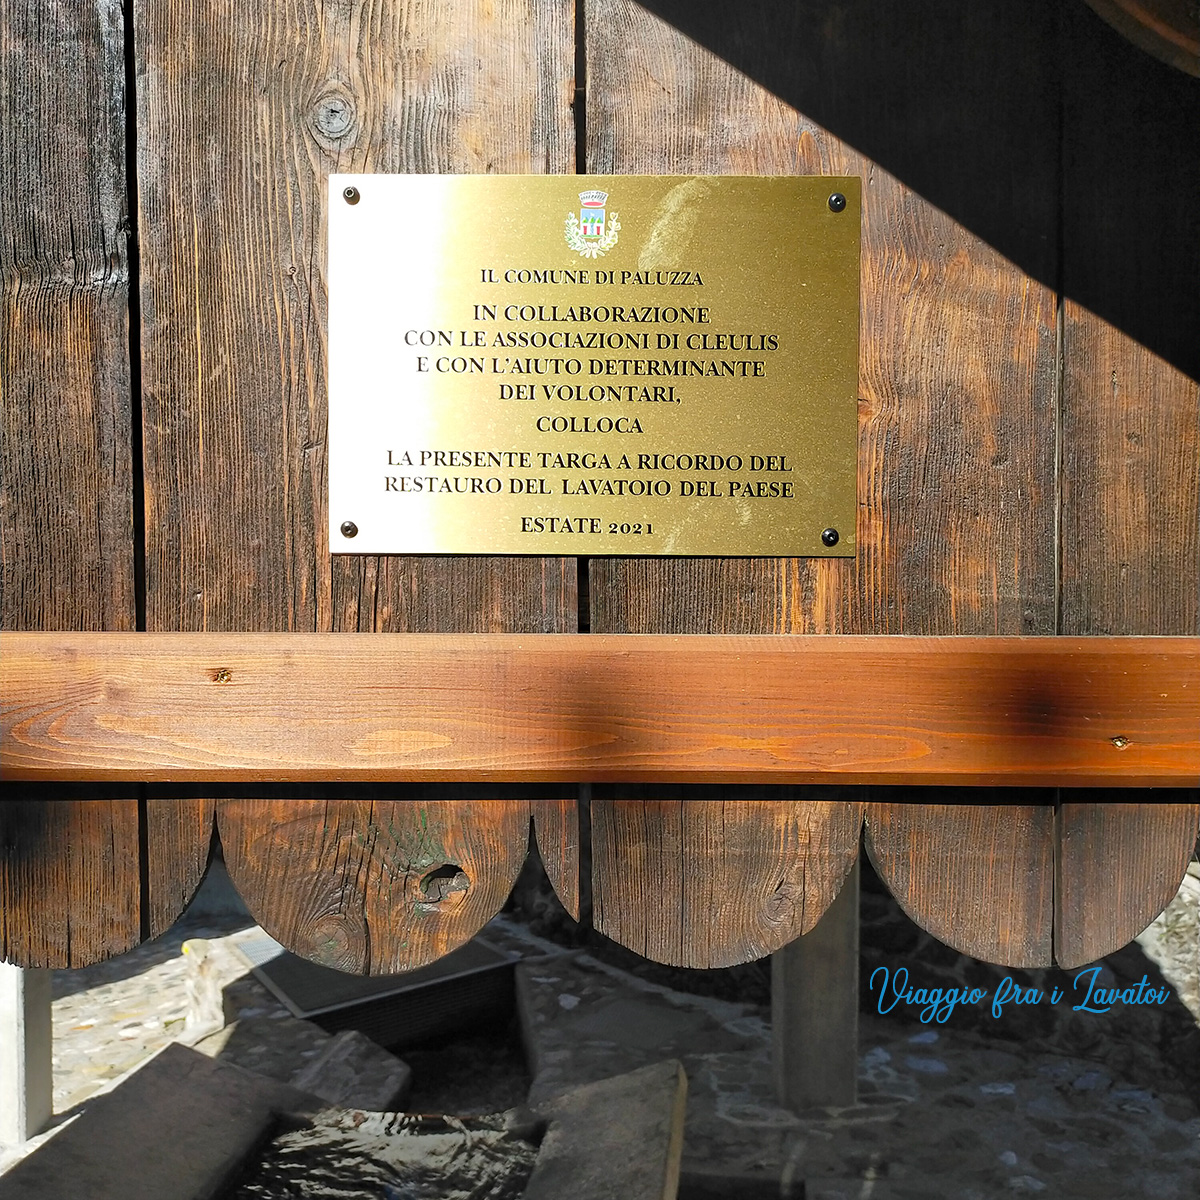 IL COMUNE DI PALUZZA
IN COLLABORAZIONE
CON LE ASSOCIAZIONI DI CLEULIS
E CON L'AIUTO DETERMINANTE
DEI VOLONTARI,
COLLOCA
LA PRESENTE TARGA A RICORDO DEL
RESTAURO DEL LAVATOIO DEL PAESE
ESTATE 2021
Viaggio fra i Lavatoi